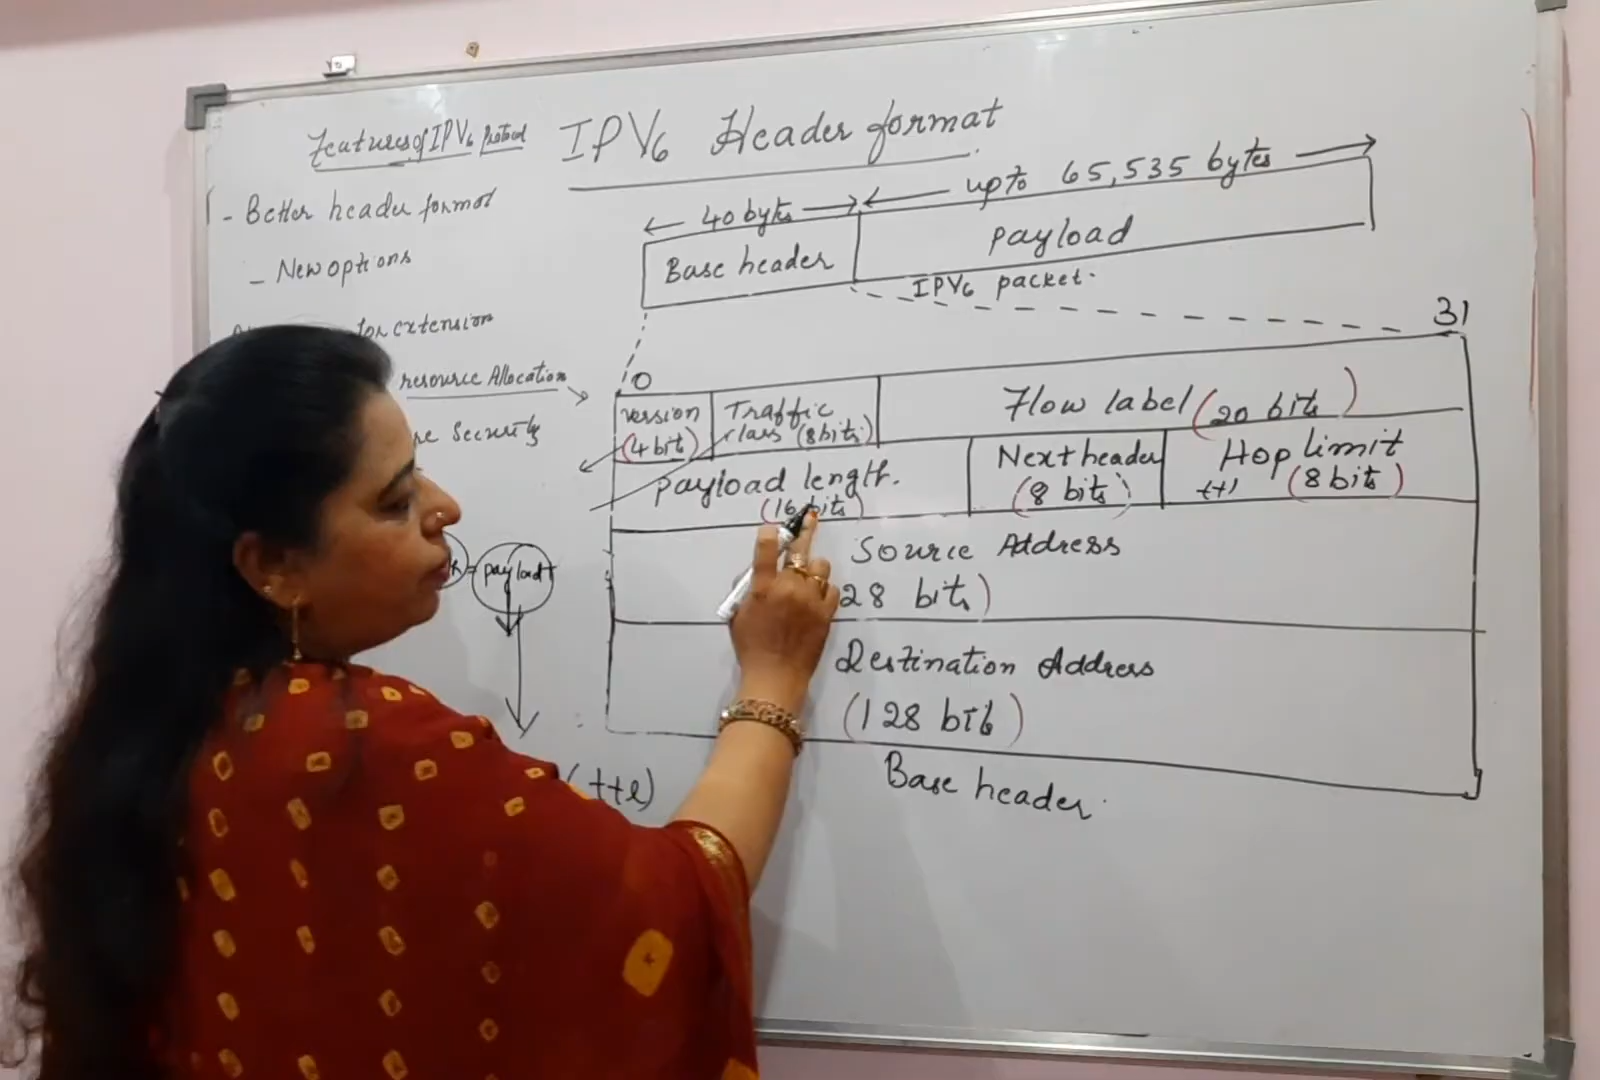 Features of IPV6 Protocol
IPV6 Header format
- Better header format
- New options
for extension
resource Allocation
re Security
40 bytes
upto 65,535 bytes
Base header
payload
IPV6 packet.
0
31
version
(4 bit)
Traffic
class (8 bits)
Flow label (20 bits)
payload length.
(16 bits)
Next header
(8 bits)
Hop limit
(8 bit)
Source Address
28 bits)
= payload+
Destination Address
(128 bits)
(ttl)
Base header.